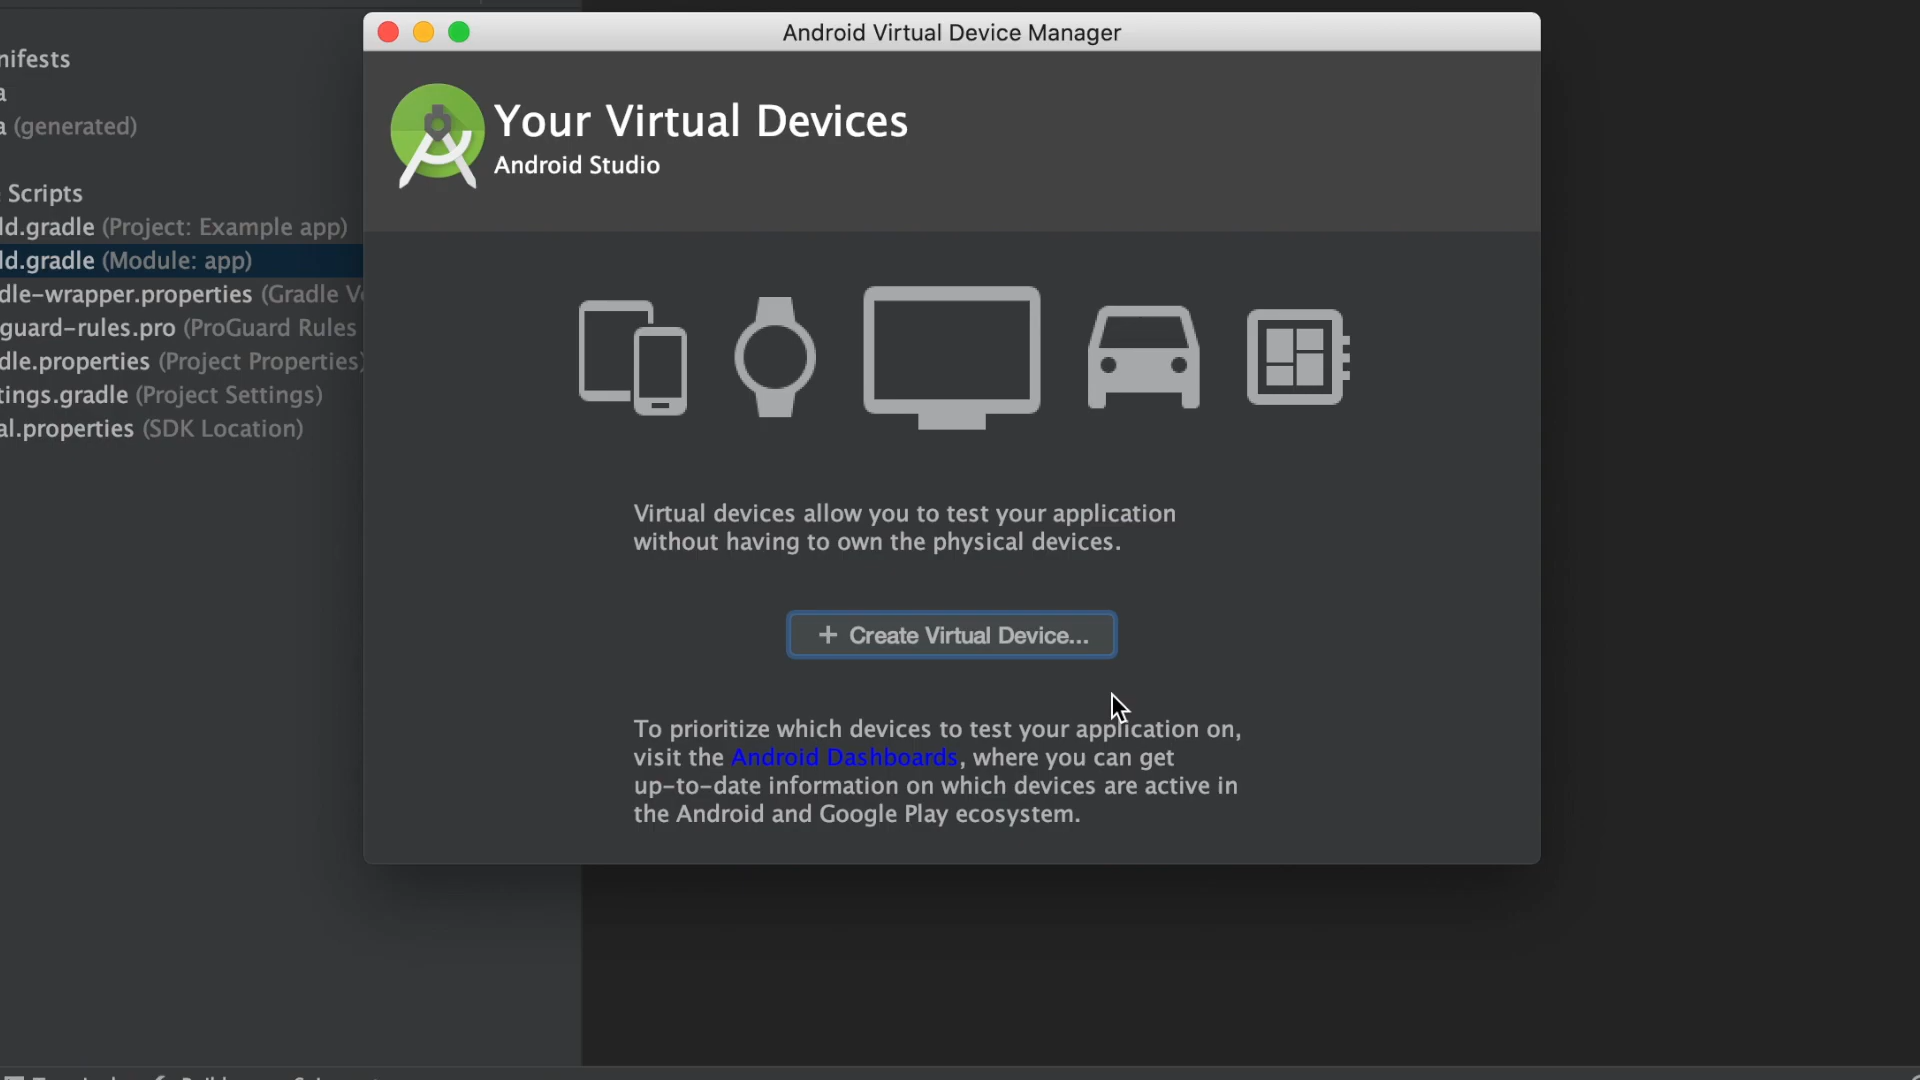 Android Virtual Device Manager
Your Virtual Devices
Android Studio
nifests
a
a (generated)
Scripts
ld.gradle (Project: Example app)
ld.gradle (Module: app)
dle-wrapper.properties (Gradle Ve
guard-rules.pro (ProGuard Rules
dle.properties (Project Properties)
tings.gradle (Project Settings)
al.properties (SDK Location)
Virtual devices allow you to test your application
without having to own the physical devices.
+ Create Virtual Device...
To prioritize which devices to test your application on,
visit the Android Dashboards, where you can get
up-to-date information on which devices are active in
the Android and Google Play ecosystem.